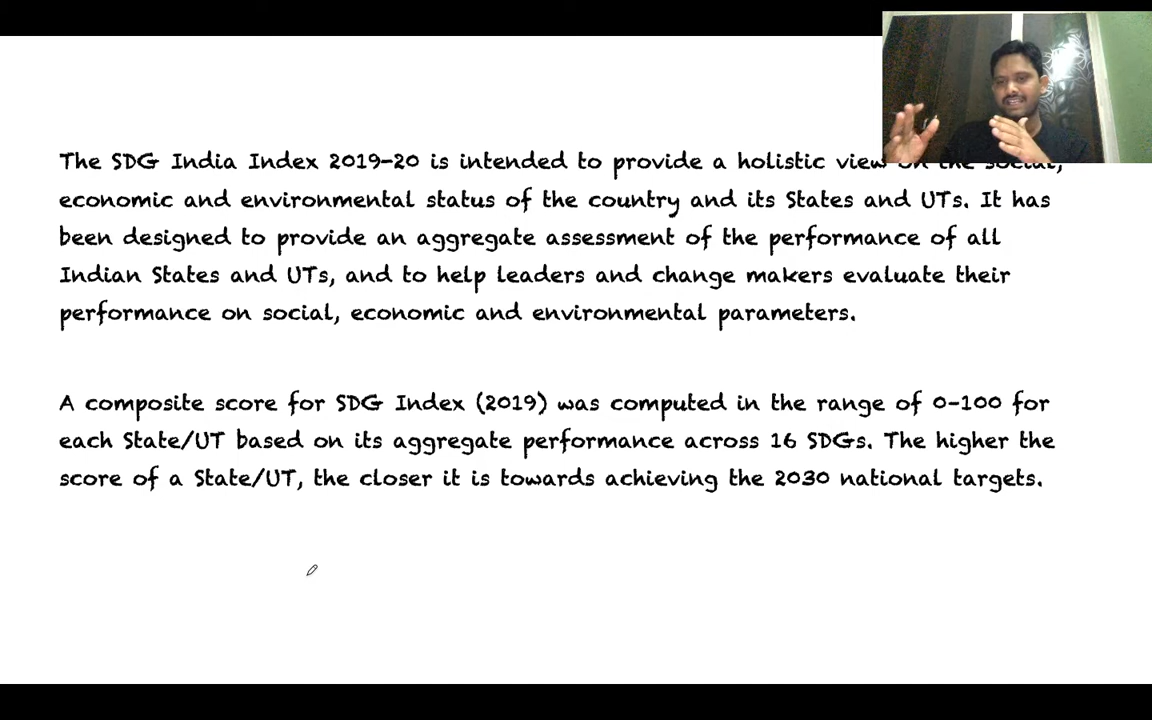 The SDG India Index 2019-20 is intended to provide a holistic view on the social,
economic and environmental status of the country and its States and UTs. It has
been designed to provide an aggregate assessment of the performance of all
Indian States and UTs, and to help leaders and change makers evaluate their
performance on social, economic and environmental parameters.
A composite score for SDG Index (2019) was computed in the range of 0-100 for
each State/UT based on its aggregate performance across 16 SDGs. The higher the
score of a State/UT, the closer it is towards achieving the 2030 national targets.